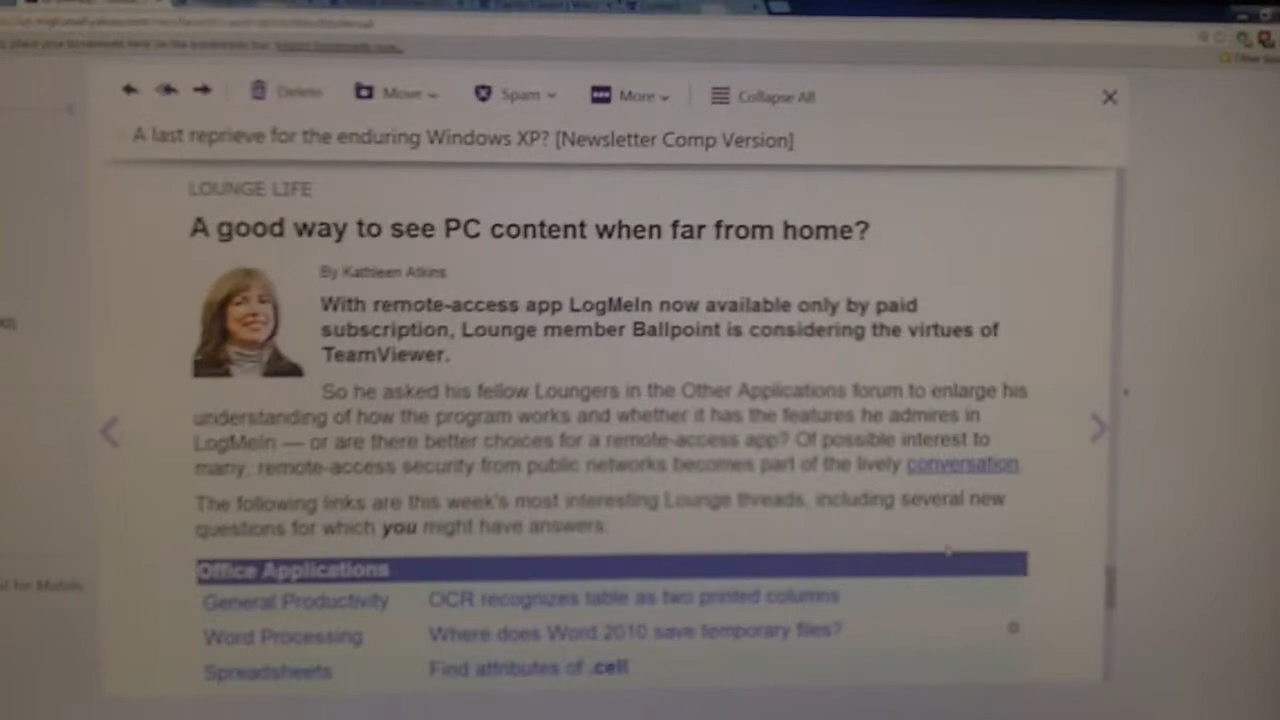 Delete Move Spam More Collapse All
A last reprieve for the enduring Windows XP? [Newsletter Comp Version]
LOUNGE LIFE
A good way to see PC content when far from home?
By Kathleen Atkins
With remote-access app LogMeIn now available only by paid
subscription, Lounge member Ballpoint is considering the virtues of
TeamViewer.
So he asked his fellow Loungers in the Other Applications forum to enlarge his
understanding of how the program works and whether it has the features he admires in
LogMeIn — or are there better choices for a remote-access app? Of possible interest to
many, remote-access security from public networks becomes part of the lively conversation.
The following links are this week's most interesting Lounge threads, including several new
questions for which you might have answers:
Office Applications
General Productivity OCR recognizes table as two printed columns
Word Processing Where does Word 2010 save temporary files?
Spreadsheets Find attributes of .cell